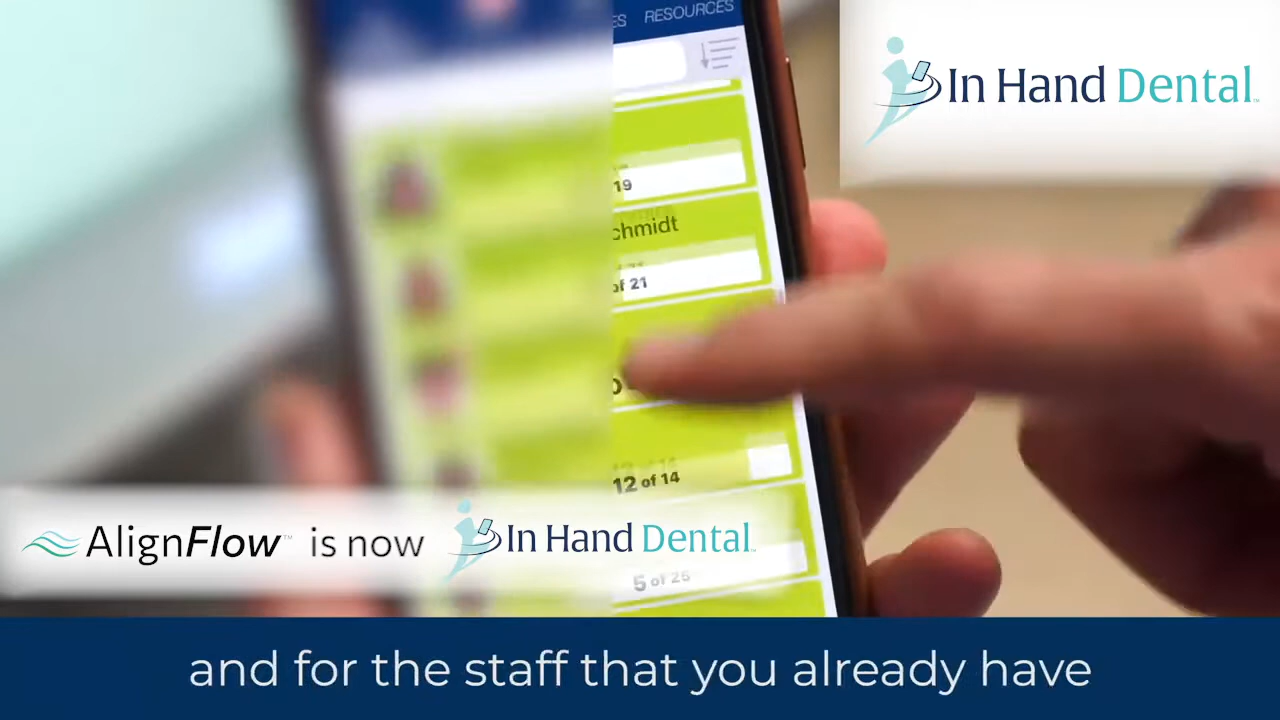 RESOURCES
In Hand Dental
19
chmidt
of 21
12 of 14
5 of 25
AlignFlow™ is now In Hand Dental
and for the staff that you already have